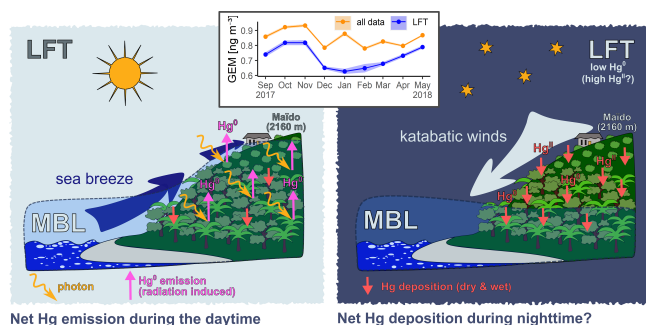 all data
LFT
GEM [ng m⁻³]
0.9
0.8
0.7
0.6
Sep
2017
Oct
Nov
Dec
Jan
Feb
Mar
Apr
May
2018
LFT
Maïdo
(2160 m)
Hg⁰
Hg⁰
Hg⁰
sea breeze
MBL
photon
Hg⁰ emission
(radiation induced)
Net Hg emission during the daytime
LFT
low Hg⁰
(high Hgᴵᴵ?)
Maïdo
(2160 m)
katabatic winds
Hgᴵᴵ
Hgᴵᴵ
Hg⁰
Hgᴵᴵ
MBL
Hg deposition (dry & wet)
Net Hg deposition during nighttime?